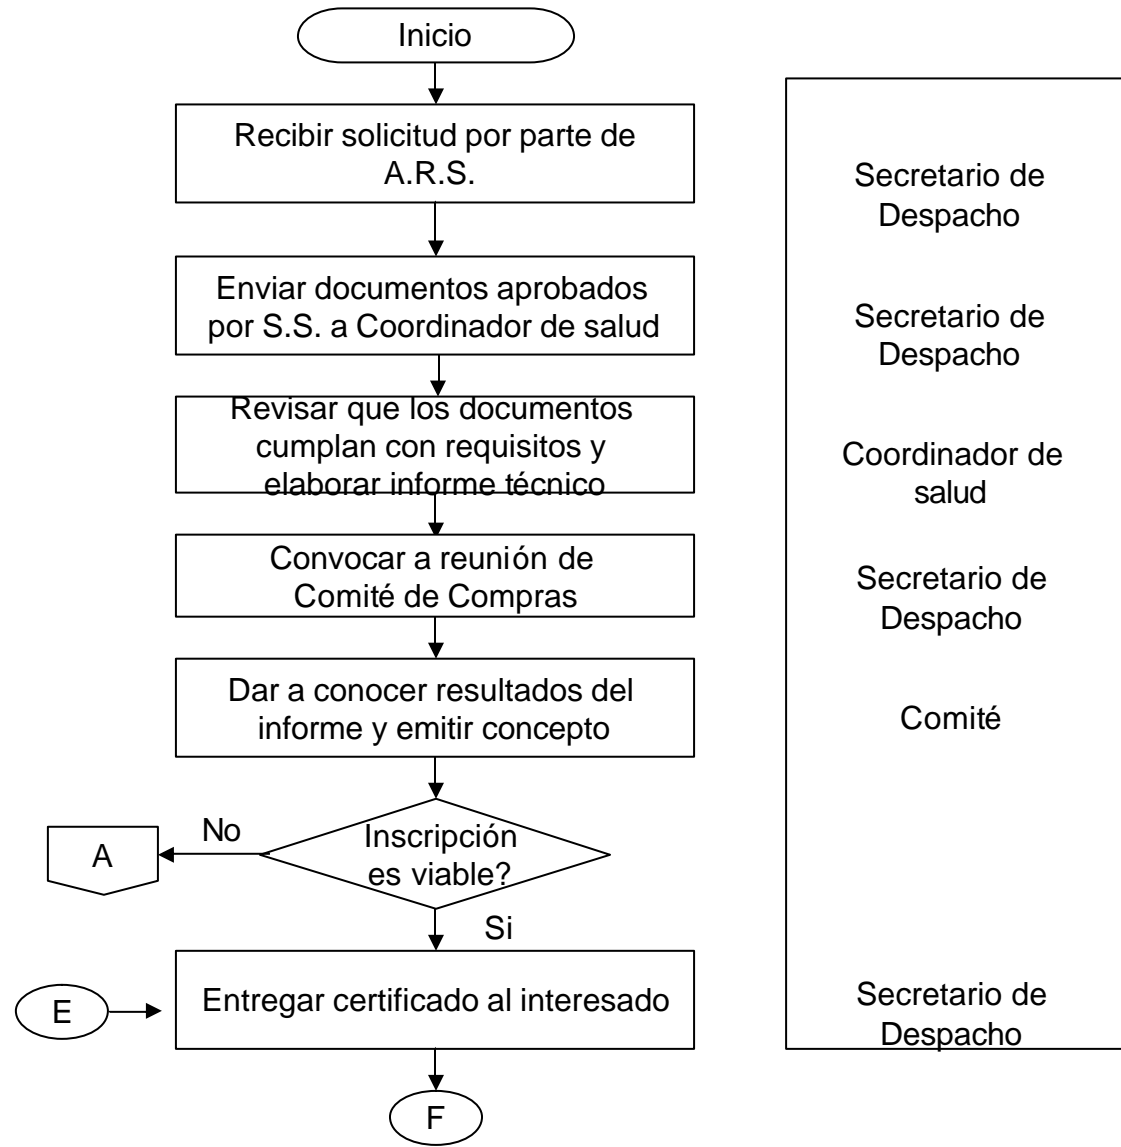 Inicio
Recibir solicitud por parte de
A.R.S.
Secretario de
Despacho
Enviar documentos aprobados
por S.S. a Coordinador de salud
Secretario de
Despacho
Revisar que los documentos
cumplan con requisitos y
elaborar informe técnico
Coordinador de
salud
Convocar a reunión de
Comité de Compras
Secretario de
Despacho
Dar a conocer resultados del
informe y emitir concepto
Comité
No
A
Inscripción
es viable?
Si
E
Entregar certificado al interesado
Secretario de
Despacho
F